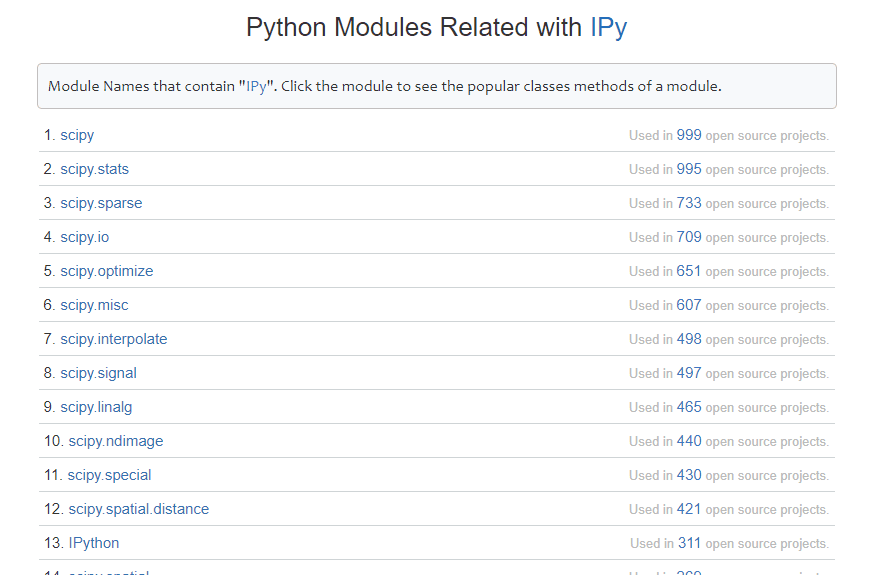 Python Modules Related with IPy
Module Names that contain "IPy". Click the module to see the popular classes methods of a module.
1. scipy Used in 999 open source projects.
2. scipy.stats Used in 995 open source projects.
3. scipy.sparse Used in 733 open source projects.
4. scipy.io Used in 709 open source projects.
5. scipy.optimize Used in 651 open source projects.
6. scipy.misc Used in 607 open source projects.
7. scipy.interpolate Used in 498 open source projects.
8. scipy.signal Used in 497 open source projects.
9. scipy.linalg Used in 465 open source projects.
10. scipy.ndimage Used in 440 open source projects.
11. scipy.special Used in 430 open source projects.
12. scipy.spatial.distance Used in 421 open source projects.
13. IPython Used in 311 open source projects.